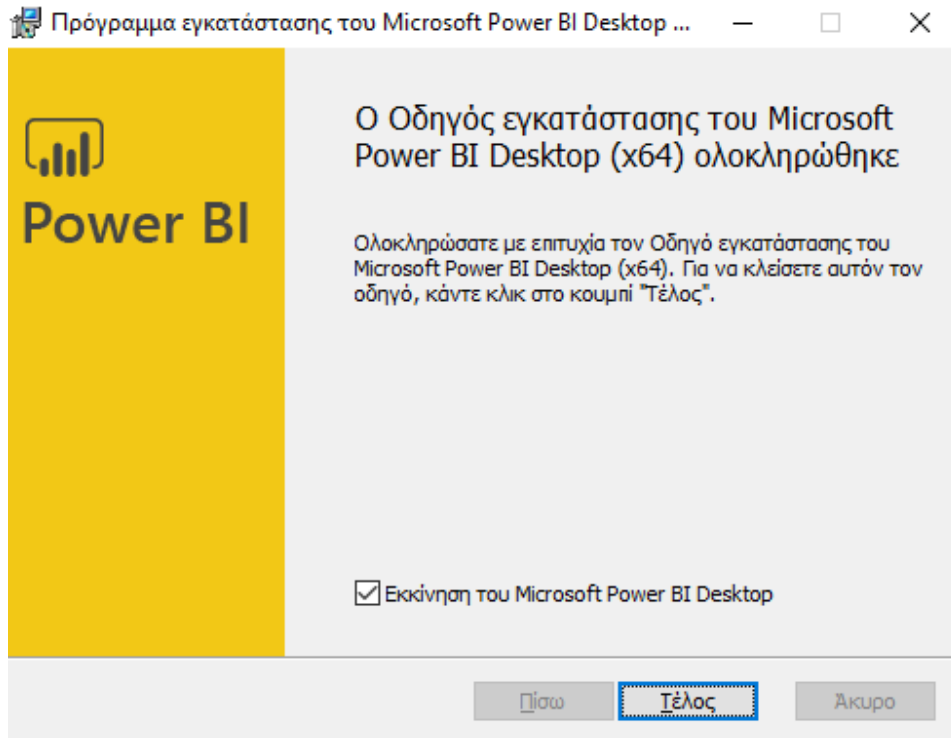 Πρόγραμμα εγκατάστασης του Microsoft Power BI Desktop ...
Power BI
Ο Οδηγός εγκατάστασης του Microsoft
Power BI Desktop (x64) ολοκληρώθηκε
Ολοκληρώσατε με επιτυχία τον Οδηγό εγκατάστασης του
Microsoft Power BI Desktop (x64). Για να κλείσετε αυτόν τον
οδηγό, κάντε κλικ στο κουμπί "Τέλος".
Εκκίνηση του Microsoft Power BI Desktop
Πίσω
Τέλος
Άκυρο